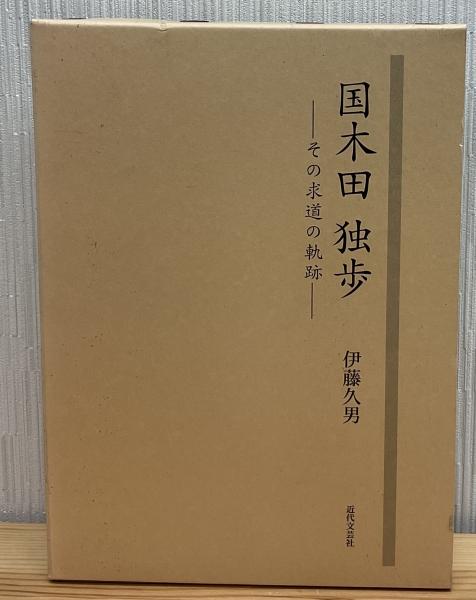 国木田 独歩
――その求道の軌跡――
伊藤久男
近代文芸社